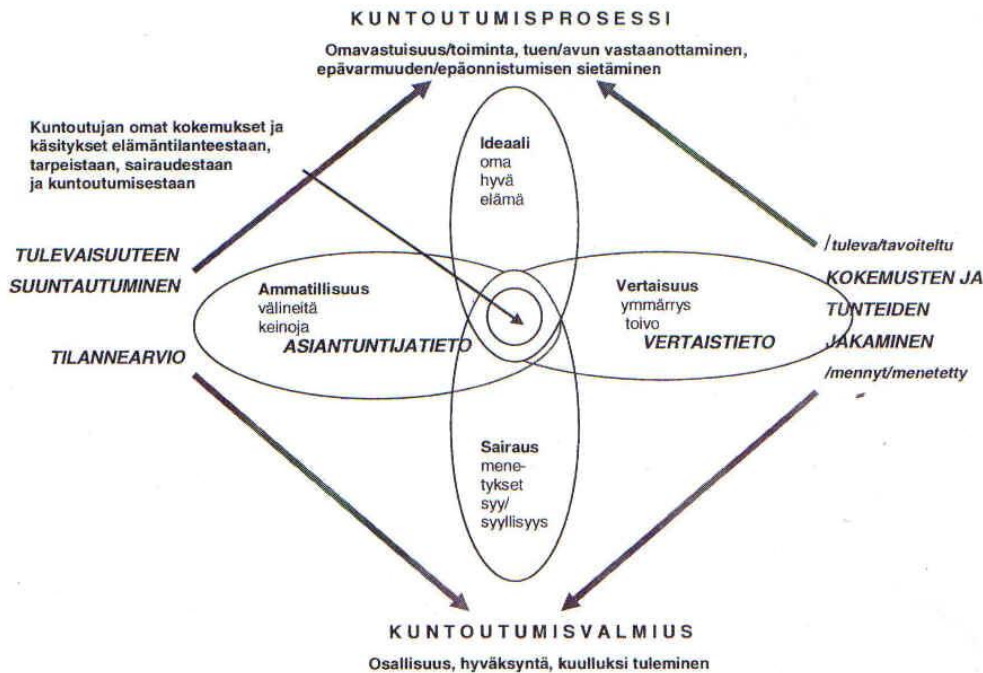 KUNTOUTUMISPROSESSI
Omavastuisuus/toiminta, tuen/avun vastaanottaminen,
epävarmuuden/epäonnistumisen sietäminen
Kuntoutujan omat kokemukset ja
käsitykset elämäntilanteestaan,
tarpeistaan, sairaudestaan
ja kuntoutumisestaan
Ideaali
oma
hyvä
elämä
TULEVAISUUTEEN
SUUNTAUTUMINEN
TILANNEARVIO
Ammatillisuus
välineitä
keinoja
ASIANTUNTIJATIETO
Vertaisuus
ymmärrys
toivo
VERTAISTIETO
/tuleva/tavoiteltu
KOKEMUSTEN JA
TUNTEIDEN
JAKAMINEN
/mennyt/menetetty
Sairaus
mene-
tykset
syy/
syyllisyys
KUNTOUTUMISVALMIUS
Osallisuus, hyväksyntä, kuulluksi tuleminen